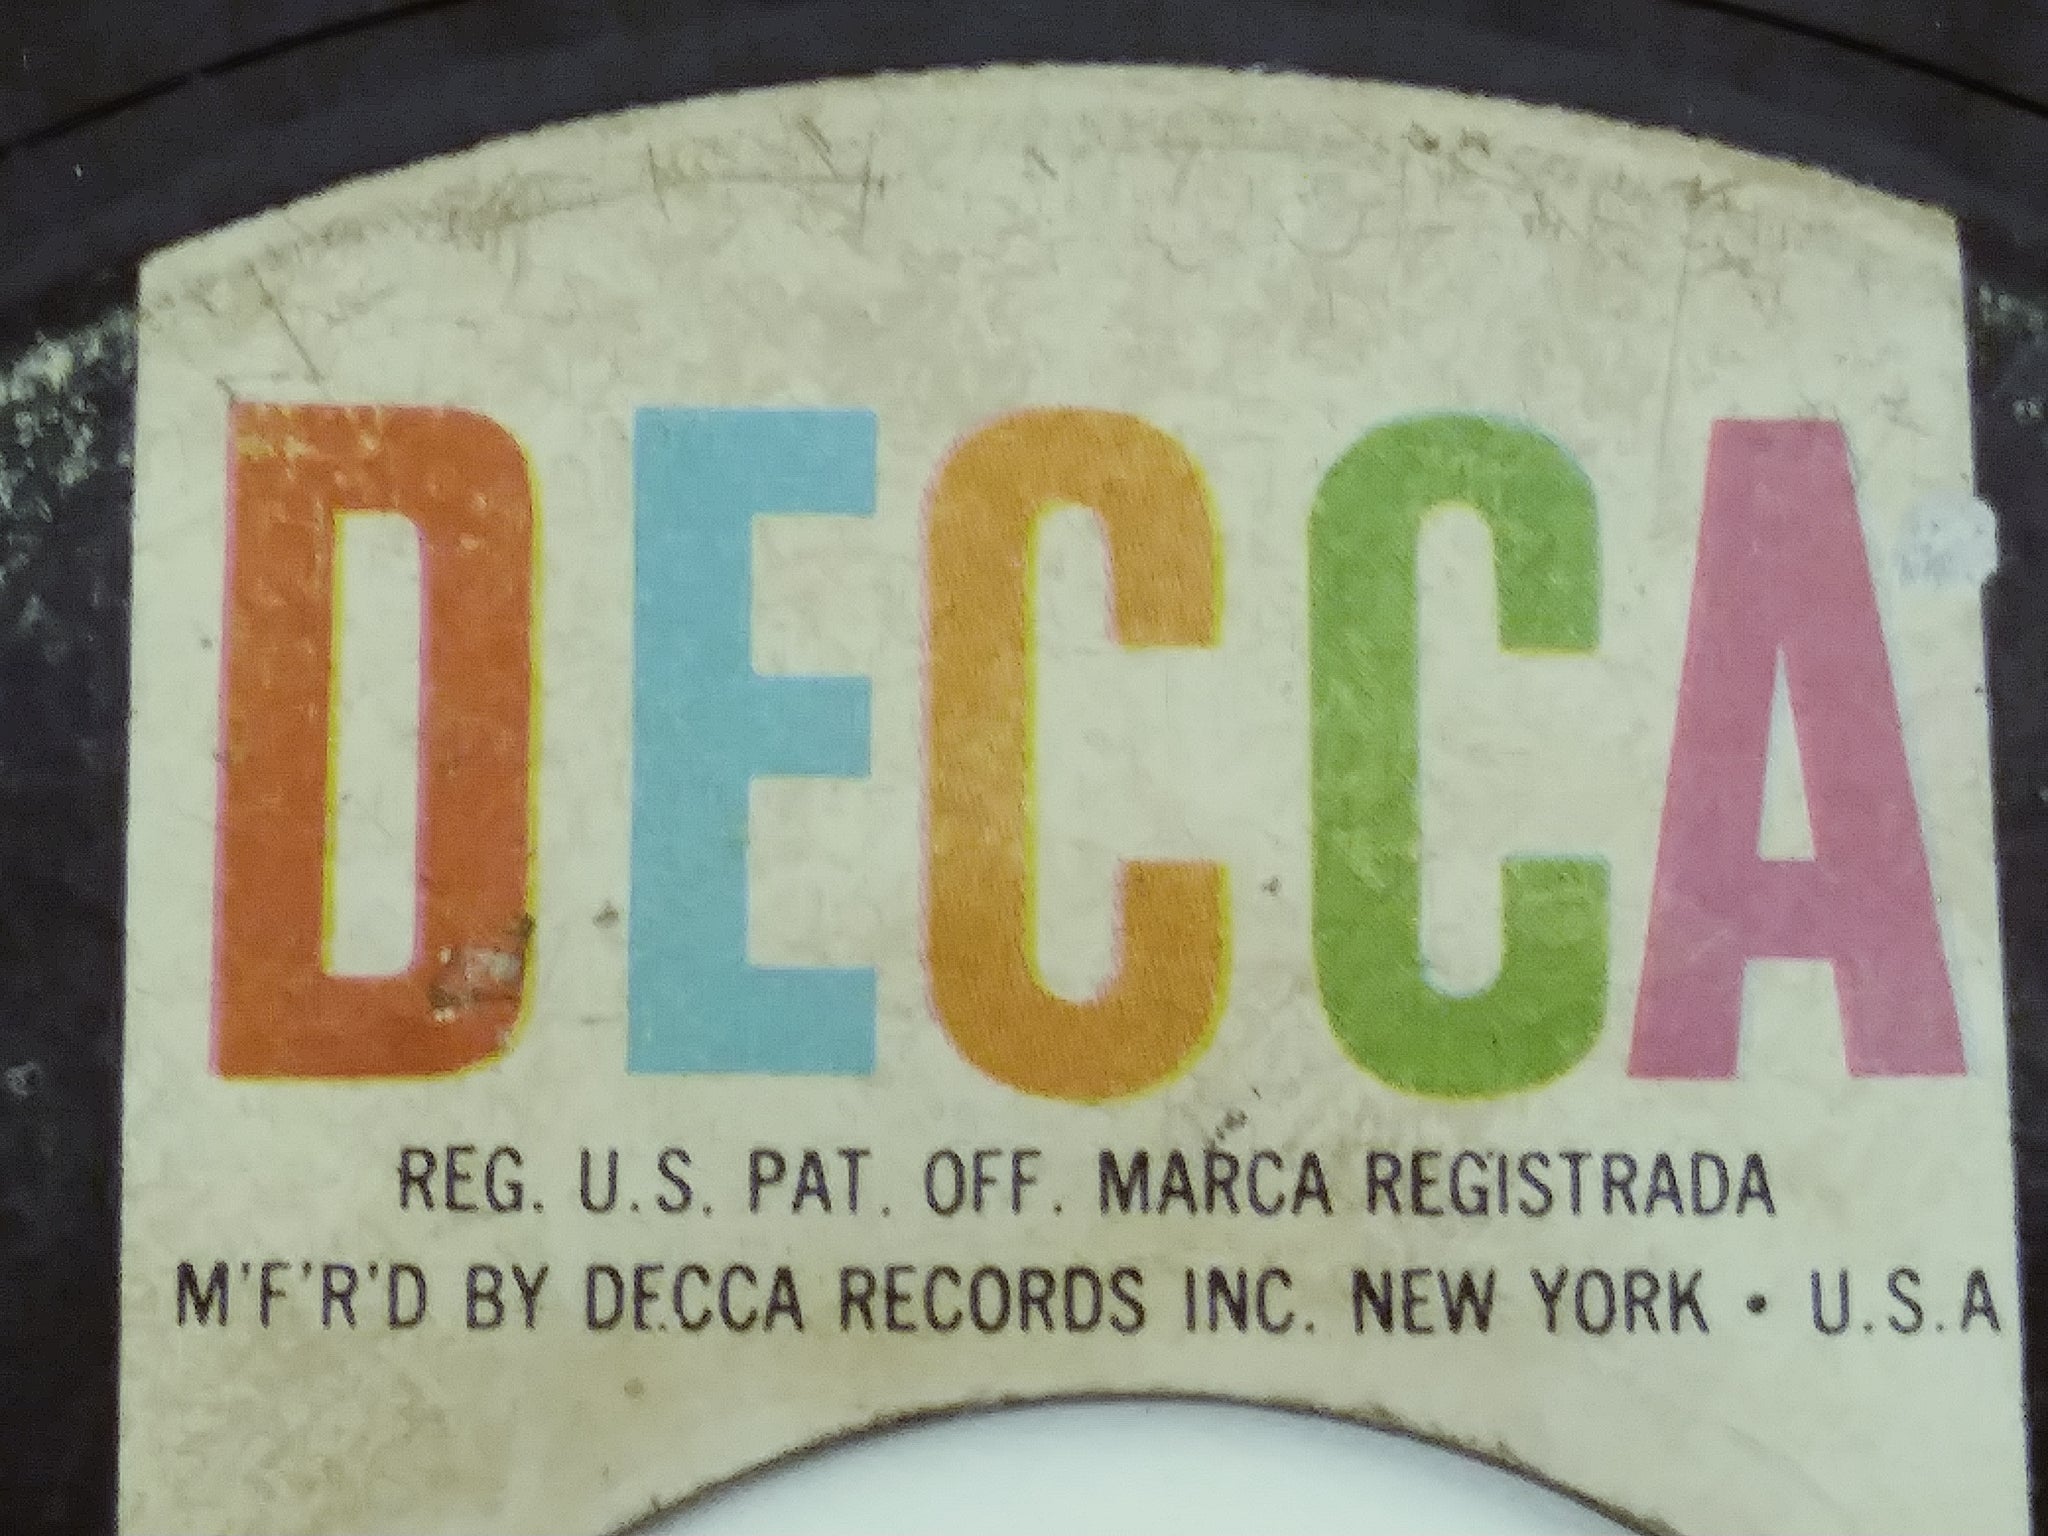 DECCA
REG. U.S. PAT. OFF. MARCA REGISTRADA
M'F'R'D BY DECCA RECORDS INC. NEW YORK • U.S.A